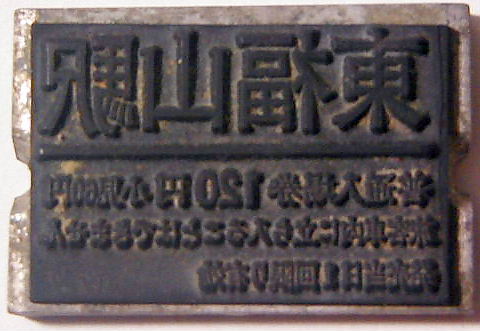 東福山駅
普通入場券 120円 小児60円
旅客車内に立ち入ることはできません
発売当日1回限り有効